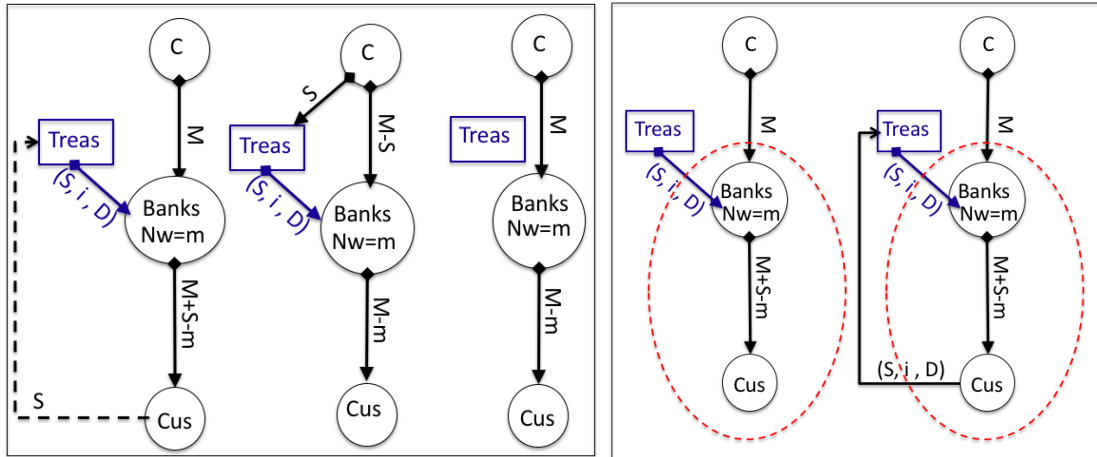 C
M
Treas
(S, i , D)
Banks
Nw=m
M+S-m
S
Cus
C
S
M-S
Treas
(S, i , D)
Banks
Nw=m
M-m
Cus
C
M
Treas
Banks
Nw=m
M-m
Cus
C
M
Treas
(S, i , D)
Banks
Nw=m
M+S-m
Cus
C
M
Treas
(S, i , D)
Banks
Nw=m
M+S-m
(S, i , D)
Cus